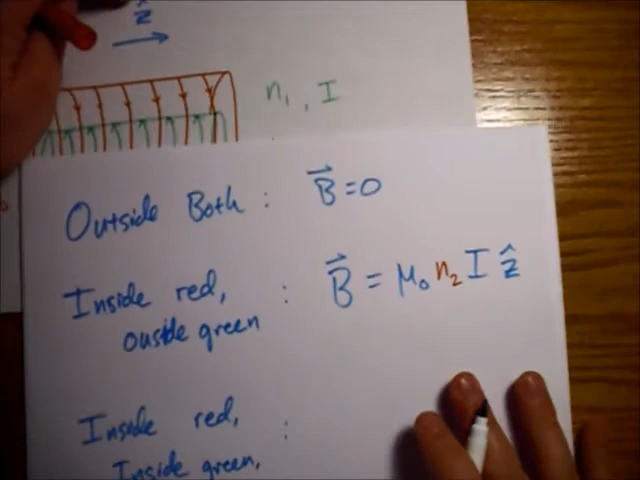 ẑ
n₁, I
Outside Both : B⃗ = 0
Inside red, : B⃗ = μ₀ n₂ I ẑ
ouside green
Inside red, :
Inside green,